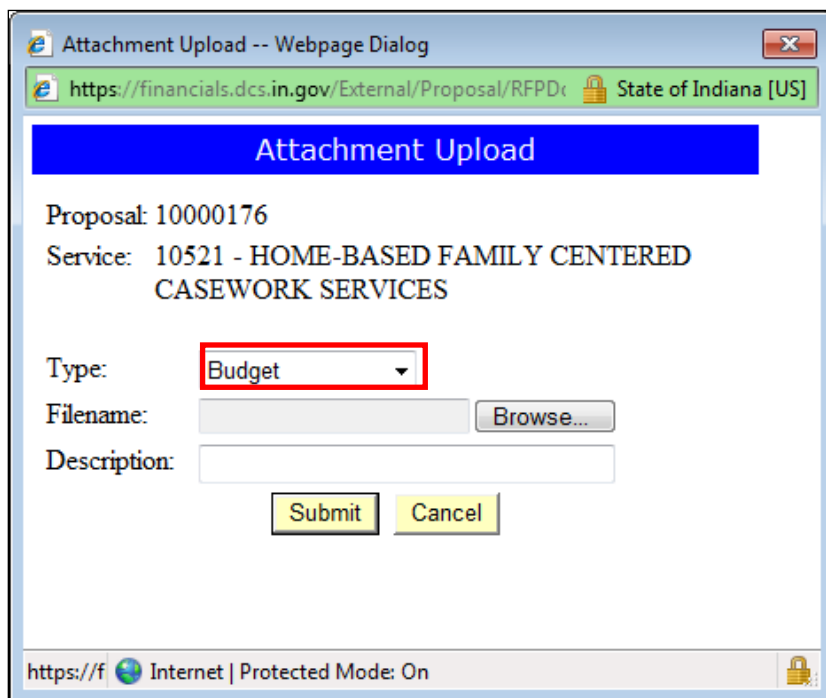 Attachment Upload -- Webpage Dialog
https://financials.dcs.in.gov/External/Proposal/RFPDo State of Indiana [US]
Attachment Upload
Proposal: 10000176
Service: 10521 - HOME-BASED FAMILY CENTERED
CASEWORK SERVICES
Type: Budget
Filename: Browse...
Description:
Submit Cancel
https://f Internet | Protected Mode: On